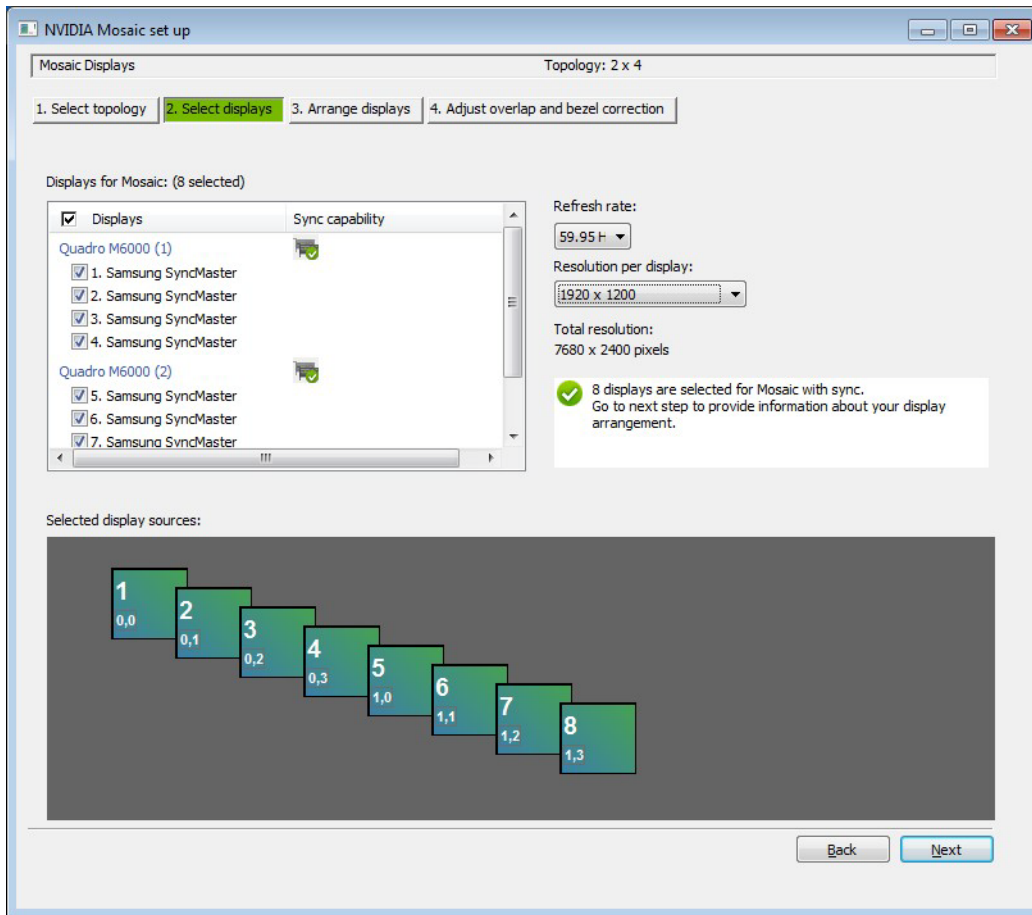 NVIDIA Mosaic set up
Mosaic Displays Topology: 2 x 4
1. Select topology 2. Select displays 3. Arrange displays 4. Adjust overlap and bezel correction
Displays for Mosaic: (8 selected)
Displays Sync capability
Quadro M6000 (1)
1. Samsung SyncMaster
2. Samsung SyncMaster
3. Samsung SyncMaster
4. Samsung SyncMaster
Quadro M6000 (2)
5. Samsung SyncMaster
6. Samsung SyncMaster
7. Samsung SyncMaster
Refresh rate:
59.95 H
Resolution per display:
1920 x 1200
Total resolution:
7680 x 2400 pixels
8 displays are selected for Mosaic with sync.
Go to next step to provide information about your display
arrangement.
Selected display sources:
1
0,0
2
0,1
3
0,2
4
0,3
5
1,0
6
1,1
7
1,2
8
1,3
Back Next